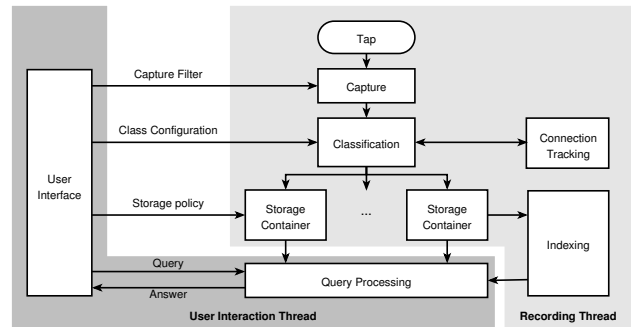 Tap
Capture Filter
Capture
Class Configuration
Classification
Connection
Tracking
User
Interface
Storage policy
Storage
Container
...
Storage
Container
Indexing
Query
Query Processing
Answer
User Interaction Thread
Recording Thread